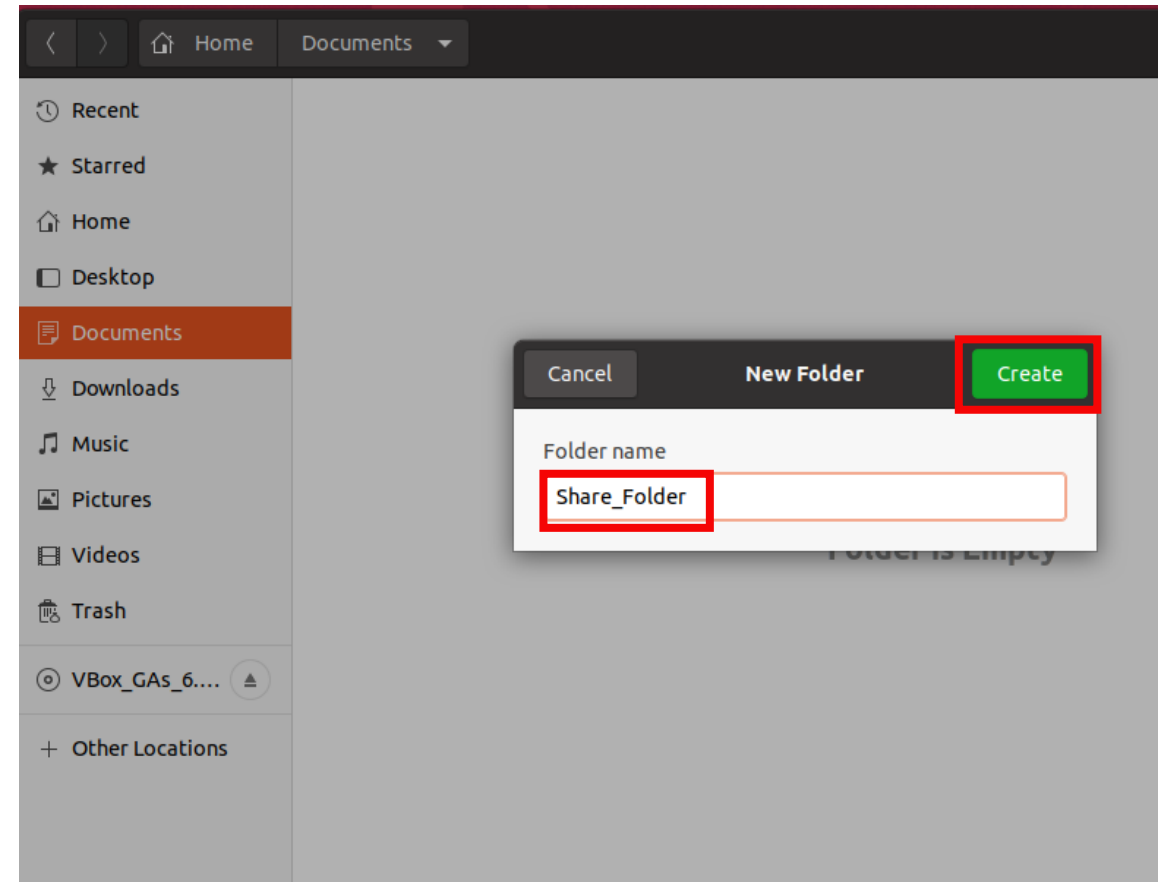 Home Documents
Recent
Starred
Home
Desktop
Documents
Downloads
Music
Pictures
Videos
Trash
VBox_GAs_6....
Other Locations
Cancel New Folder Create
Folder name
Share_Folder
Folder is Empty